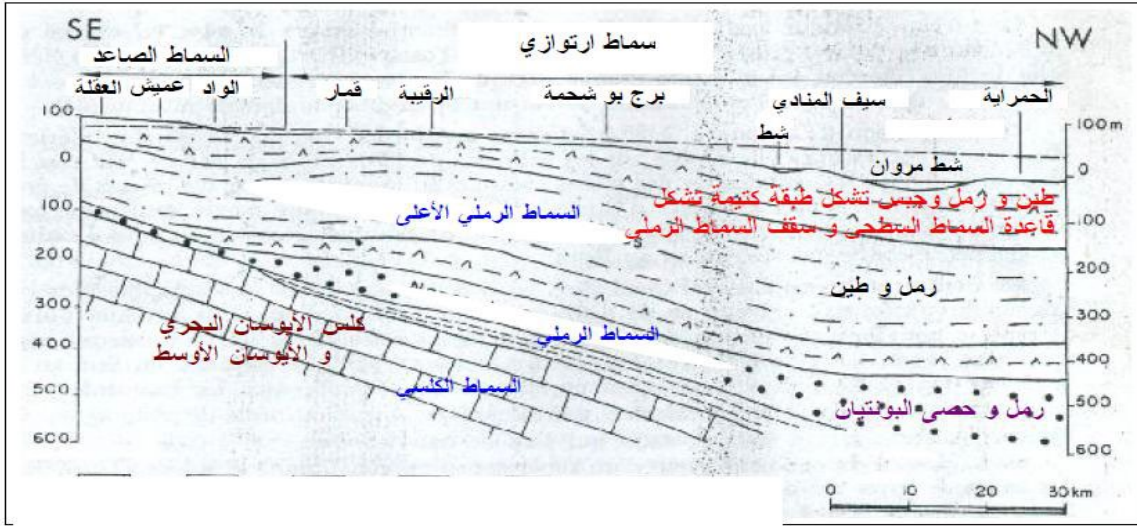 SE
سماط ارتوازي
NW
السماط الصاعد
العقلة
عميش
الواد
قمار
الرقيبة
برج بو شحمة
سيف المنادي
الحمراية
شط
شط مروان
100
0
100
200
300
400
500
600
100 m
0
100
200
300
400
500
600
طين و رمل وجبس تشكل طبقة كتيمة تشكل
قاعدة السماط السطحي و سقف السماط الرملي
السماط الرملي الأعلى
رمل و طين
السماط الرملي
كلس الأيوسان البحري
و الأيوسان الأوسط
السماط الكلسي
رمل و حصى البونتيان
0 10 20 30 km